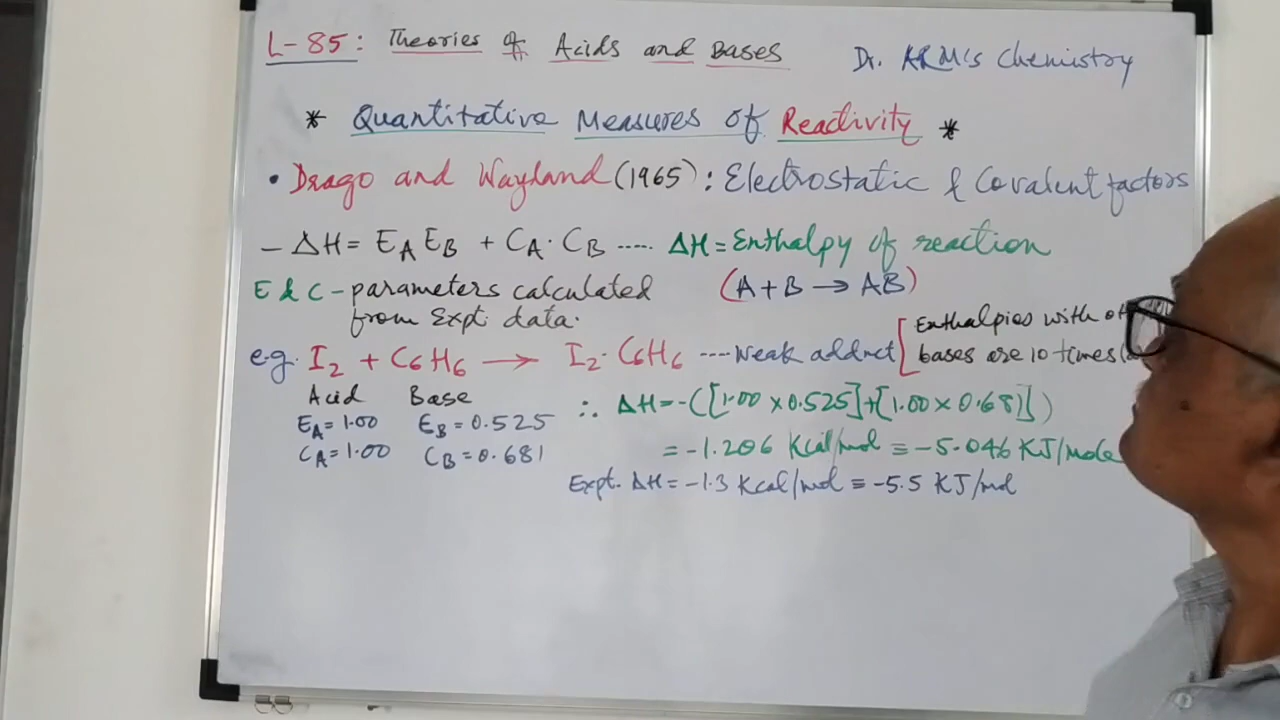 L-85: Theories of Acids and Bases
Dr. ARM's Chemistry
* Quantitative Measures of Reactivity *
• Drago and Wayland (1965): Electrostatic & Covalent factors
-ΔH = EA EB + CA·CB ..... ΔH = Enthalpy of reaction
E & C - parameters calculated (A + B → AB)
from Expt. data.
e.g. I2 + C6H6 → I2·C6H6 ---- Weak adduct [Enthalpies with
bases are 10 times
Acid Base ∴ ΔH = -([1.00 × 0.525]+[1.00 × 0.681])
EA = 1.00 EB = 0.525
= -1.206 Kcal/mol ≡ -5.046 KJ/mole
CA = 1.00 CB = 0.681
Expt. ΔH = -1.3 Kcal/mol ≡ -5.5 KJ/mol